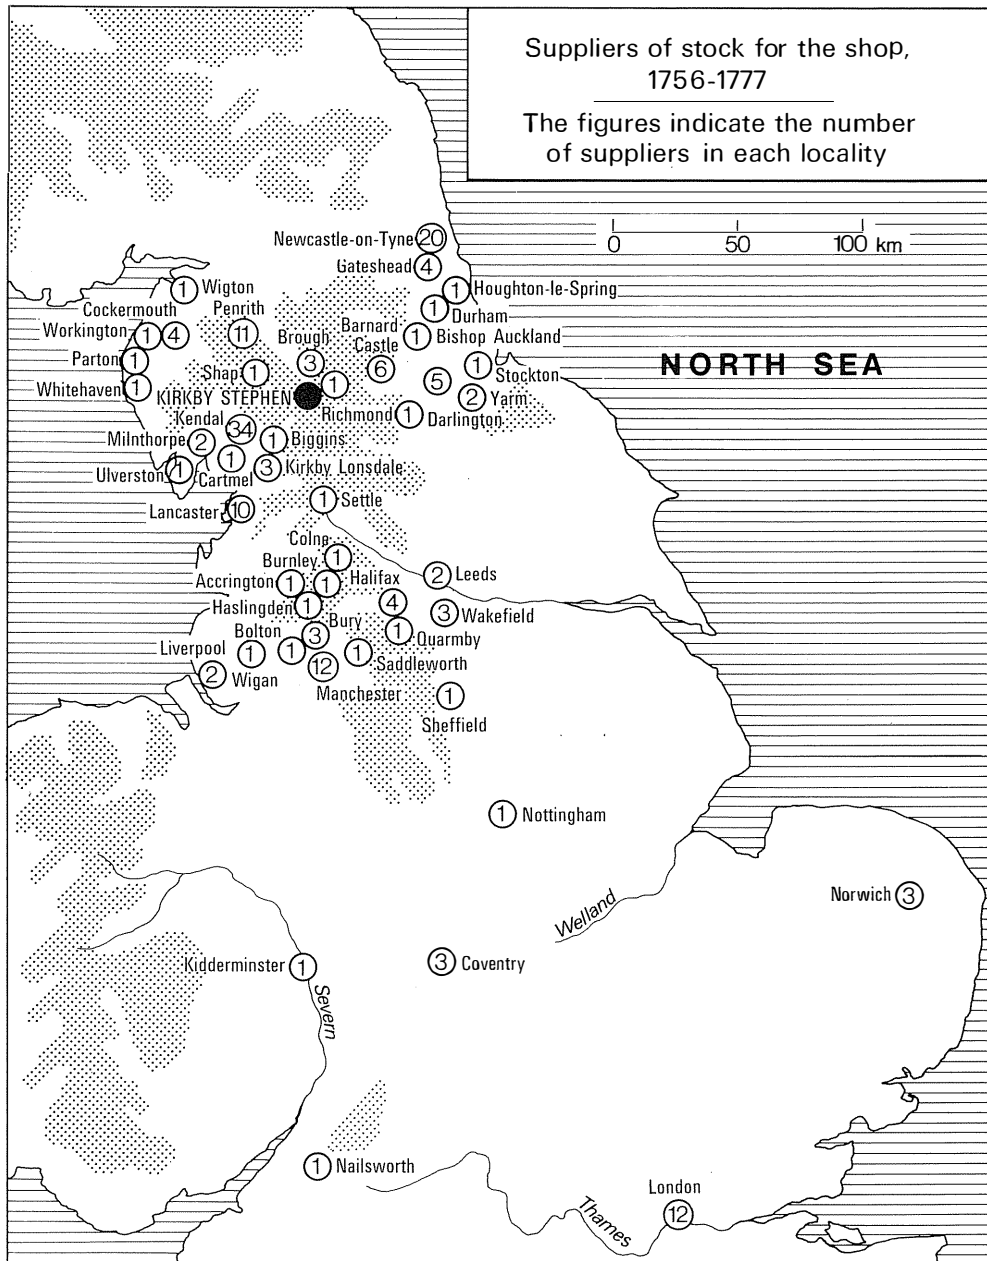 Suppliers of stock for the shop,
1756-1777
The figures indicate the number
of suppliers in each locality
0 50 100 km
NORTH SEA
Newcastle-on-Tyne 20
Gateshead 4
1 Houghton-le-Spring
1 Durham
1 Wigton
Cockermouth
Workington 1 4
Penrith
11
Barnard
Castle
6
1 Bishop Auckland
Brough
3
Parton 1
Shap 1
1
Stockton
5
Darlington
2
Yarm
Whitehaven 1
KIRKBY STEPHEN
1
Richmond 1
Kendal
34
Milnthorpe 2
1 Biggins
Ulverston 1
1
Cartmel
3 Kirkby Lonsdale
Lancaster 10
1 Settle
Colne
1
Burnley
1
Accrington 1
Halifax
4
2 Leeds
Haslingden 1
3 Wakefield
Bury
3
1 Quarmby
Bolton
1
1
Saddleworth
Liverpool
2
1
Wigan
12
Manchester
1
Sheffield
1 Nottingham
Welland
Norwich 3
Kidderminster 1
3 Coventry
Severn
1 Nailsworth
London
12
Thames